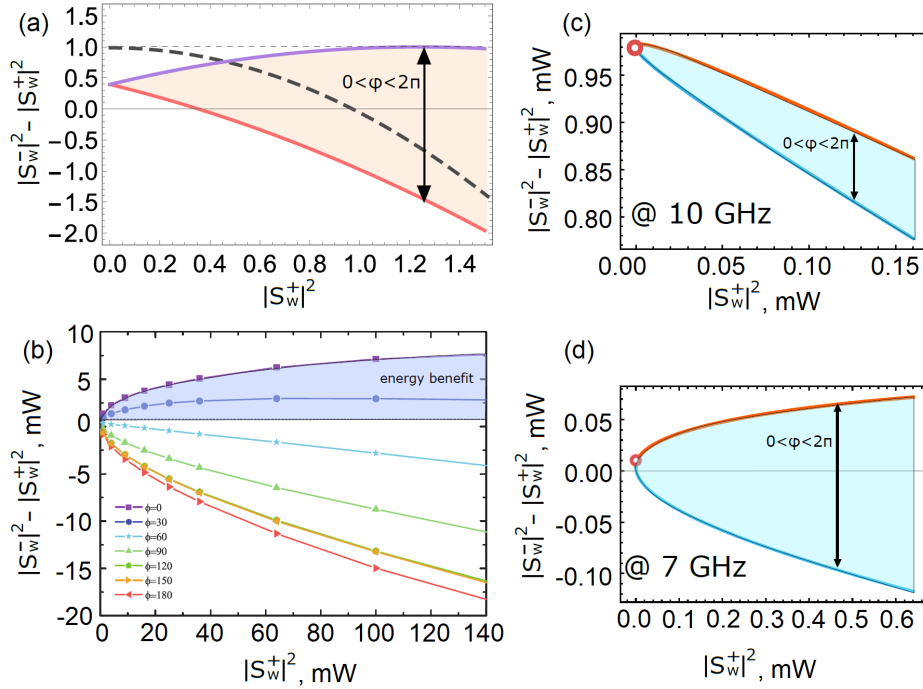 (a)
1.5
1.0
0.5
0.0
−0.5
−1.0
−1.5
−2.0
|S_w^-|^2 - |S_w^+|^2
0<φ<2π
0.0 0.2 0.4 0.6 0.8 1.0 1.2 1.4
|S_w^+|^2
(c)
0.95
0.90
0.85
0.80
|S_w^-|^2 - |S_w^+|^2, mW
0<φ<2π
@ 10 GHz
0.00 0.05 0.10 0.15
|S_w^+|^2, mW
(b)
10
5
0
-5
-10
-15
-20
|S_w^-|^2 - |S_w^+|^2, mW
energy benefit
ϕ=0
ϕ=30
ϕ=60
ϕ=90
ϕ=120
ϕ=150
ϕ=180
0 20 40 60 80 100 120 140
|S_w^+|^2, mW
(d)
0.05
0.00
-0.05
-0.10
|S_w^-|^2 - |S_w^+|^2, mW
0<φ<2π
@ 7 GHz
0.0 0.1 0.2 0.3 0.4 0.5 0.6
|S_w^+|^2, mW